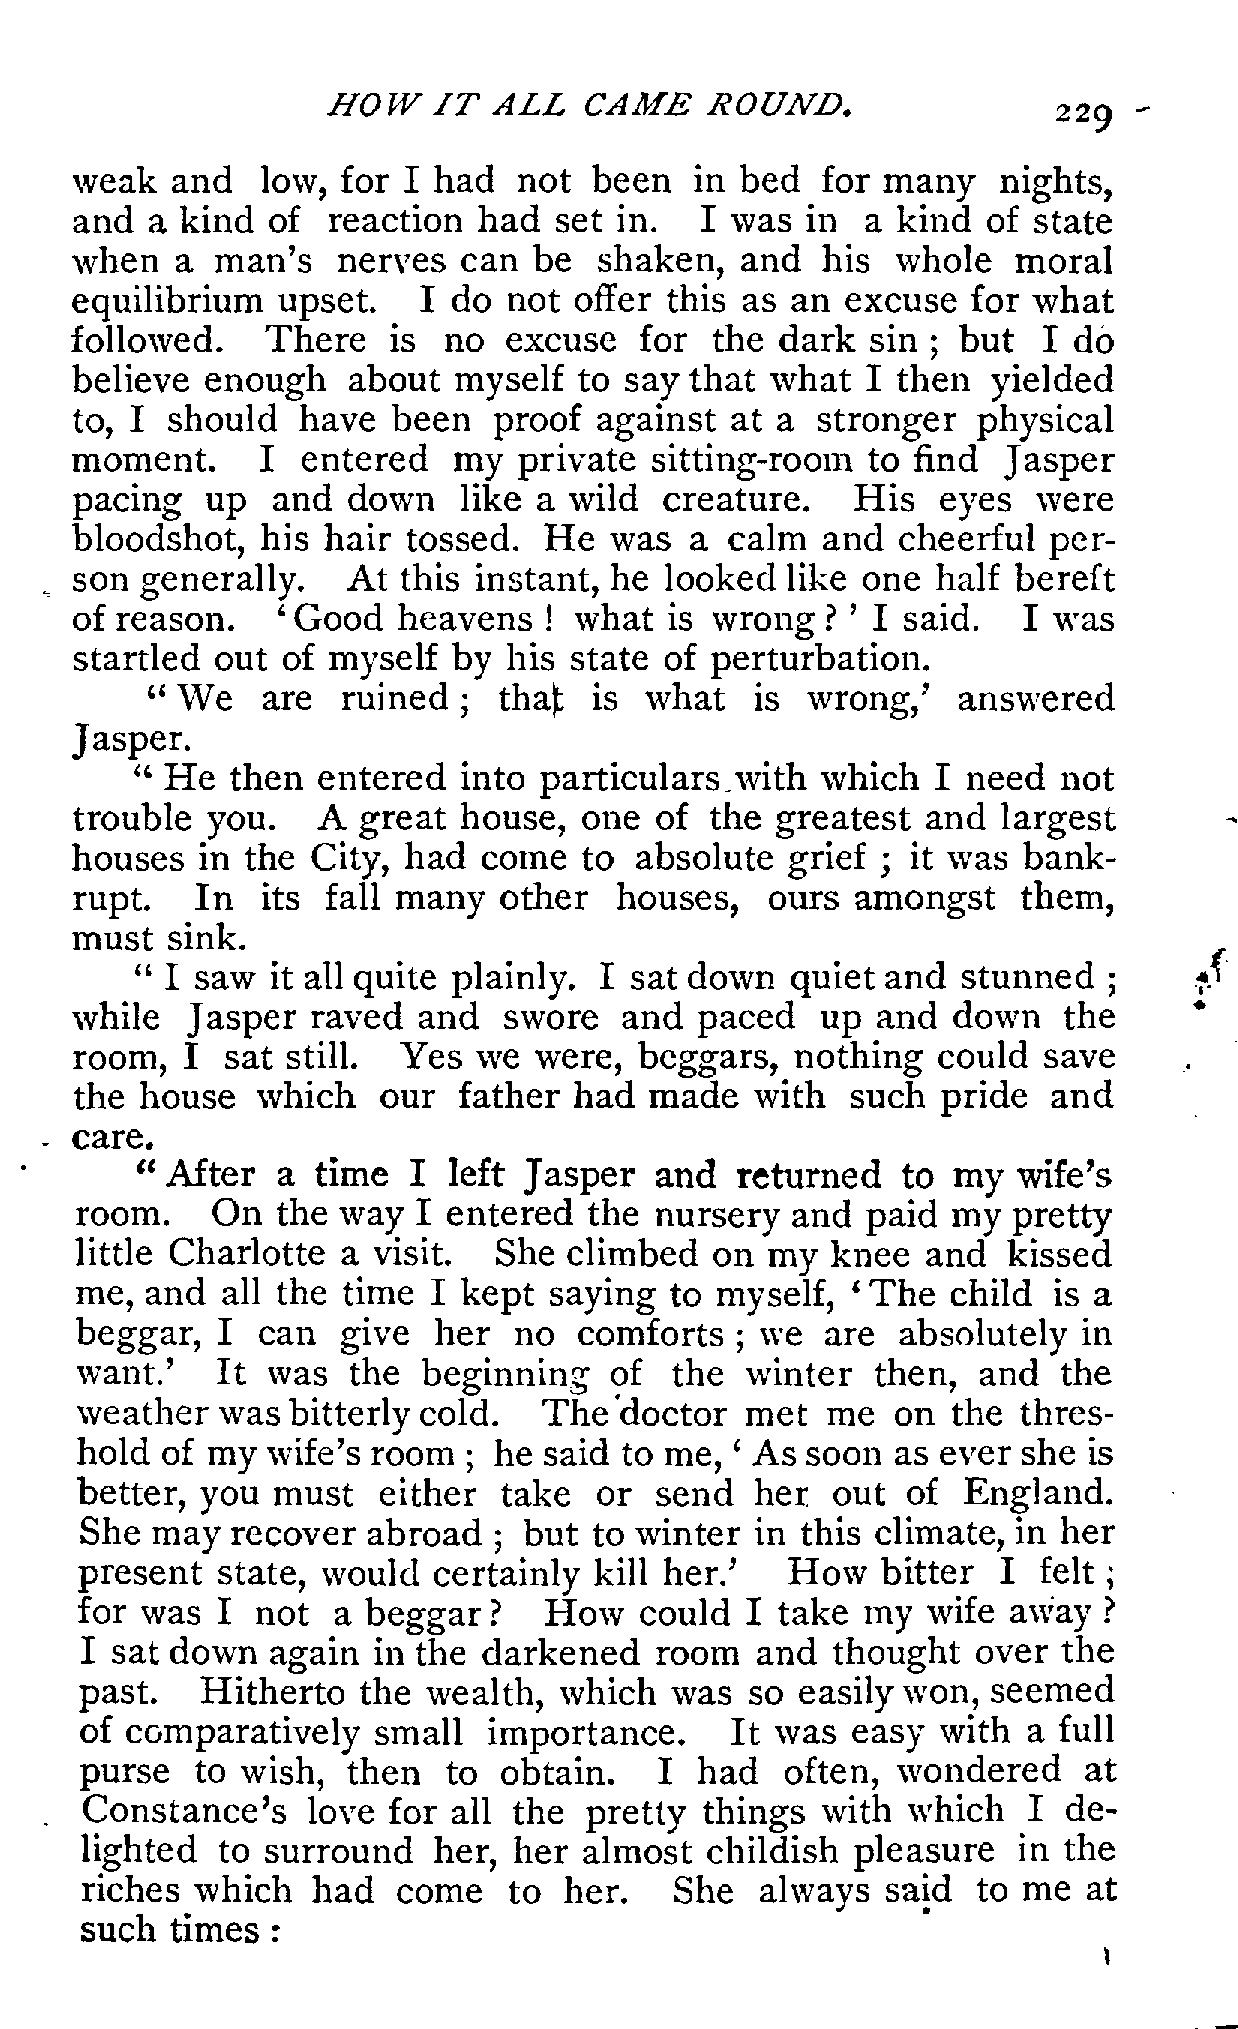 HOW IT ALL CAME ROUND. 229
weak and low, for I had not been in bed for many nights,
and a kind of reaction had set in. I was in a kind of state
when a man's nerves can be shaken, and his whole moral
equilibrium upset. I do not offer this as an excuse for what
followed. There is no excuse for the dark sin ; but I do
believe enough about myself to say that what I then yielded
to, I should have been proof against at a stronger physical
moment. I entered my private sitting-room to find Jasper
pacing up and down like a wild creature. His eyes were
bloodshot, his hair tossed. He was a calm and cheerful per-
son generally. At this instant, he looked like one half bereft
of reason. ‘Good heavens ! what is wrong ? ’ I said. I was
startled out of myself by his state of perturbation.
“ We are ruined ; that is what is wrong,’ answered
Jasper.
“ He then entered into particulars with which I need not
trouble you. A great house, one of the greatest and largest
houses in the City, had come to absolute grief ; it was bank-
rupt. In its fall many other houses, ours amongst them,
must sink.
“ I saw it all quite plainly. I sat down quiet and stunned ;
while Jasper raved and swore and paced up and down the
room, I sat still. Yes we were, beggars, nothing could save
the house which our father had made with such pride and
care.
“ After a time I left Jasper and returned to my wife's
room. On the way I entered the nursery and paid my pretty
little Charlotte a visit. She climbed on my knee and kissed
me, and all the time I kept saying to myself, ‘ The child is a
beggar, I can give her no comforts ; we are absolutely in
want.’ It was the beginning of the winter then, and the
weather was bitterly cold. The doctor met me on the thres-
hold of my wife's room ; he said to me, ‘ As soon as ever she is
better, you must either take or send her out of England.
She may recover abroad ; but to winter in this climate, in her
present state, would certainly kill her.’ How bitter I felt ;
for was I not a beggar ? How could I take my wife away ?
I sat down again in the darkened room and thought over the
past. Hitherto the wealth, which was so easily won, seemed
of comparatively small importance. It was easy with a full
purse to wish, then to obtain. I had often, wondered at
Constance's love for all the pretty things with which I de-
lighted to surround her, her almost childish pleasure in the
riches which had come to her. She always said to me at
such times :